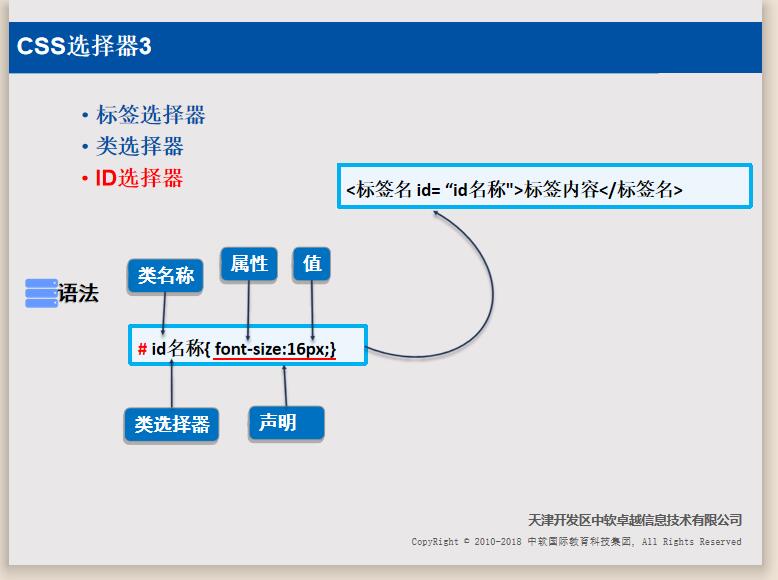 CSS选择器3
• 标签选择器
• 类选择器
• ID选择器
<标签名 id= “id名称">标签内容</标签名>
类名称
属性
值
语法
# id名称{ font-size:16px;}
类选择器
声明
天津开发区中软卓越信息技术有限公司
CopyRight © 2010-2018 中软国际教育科技集团, All Rights Reserved